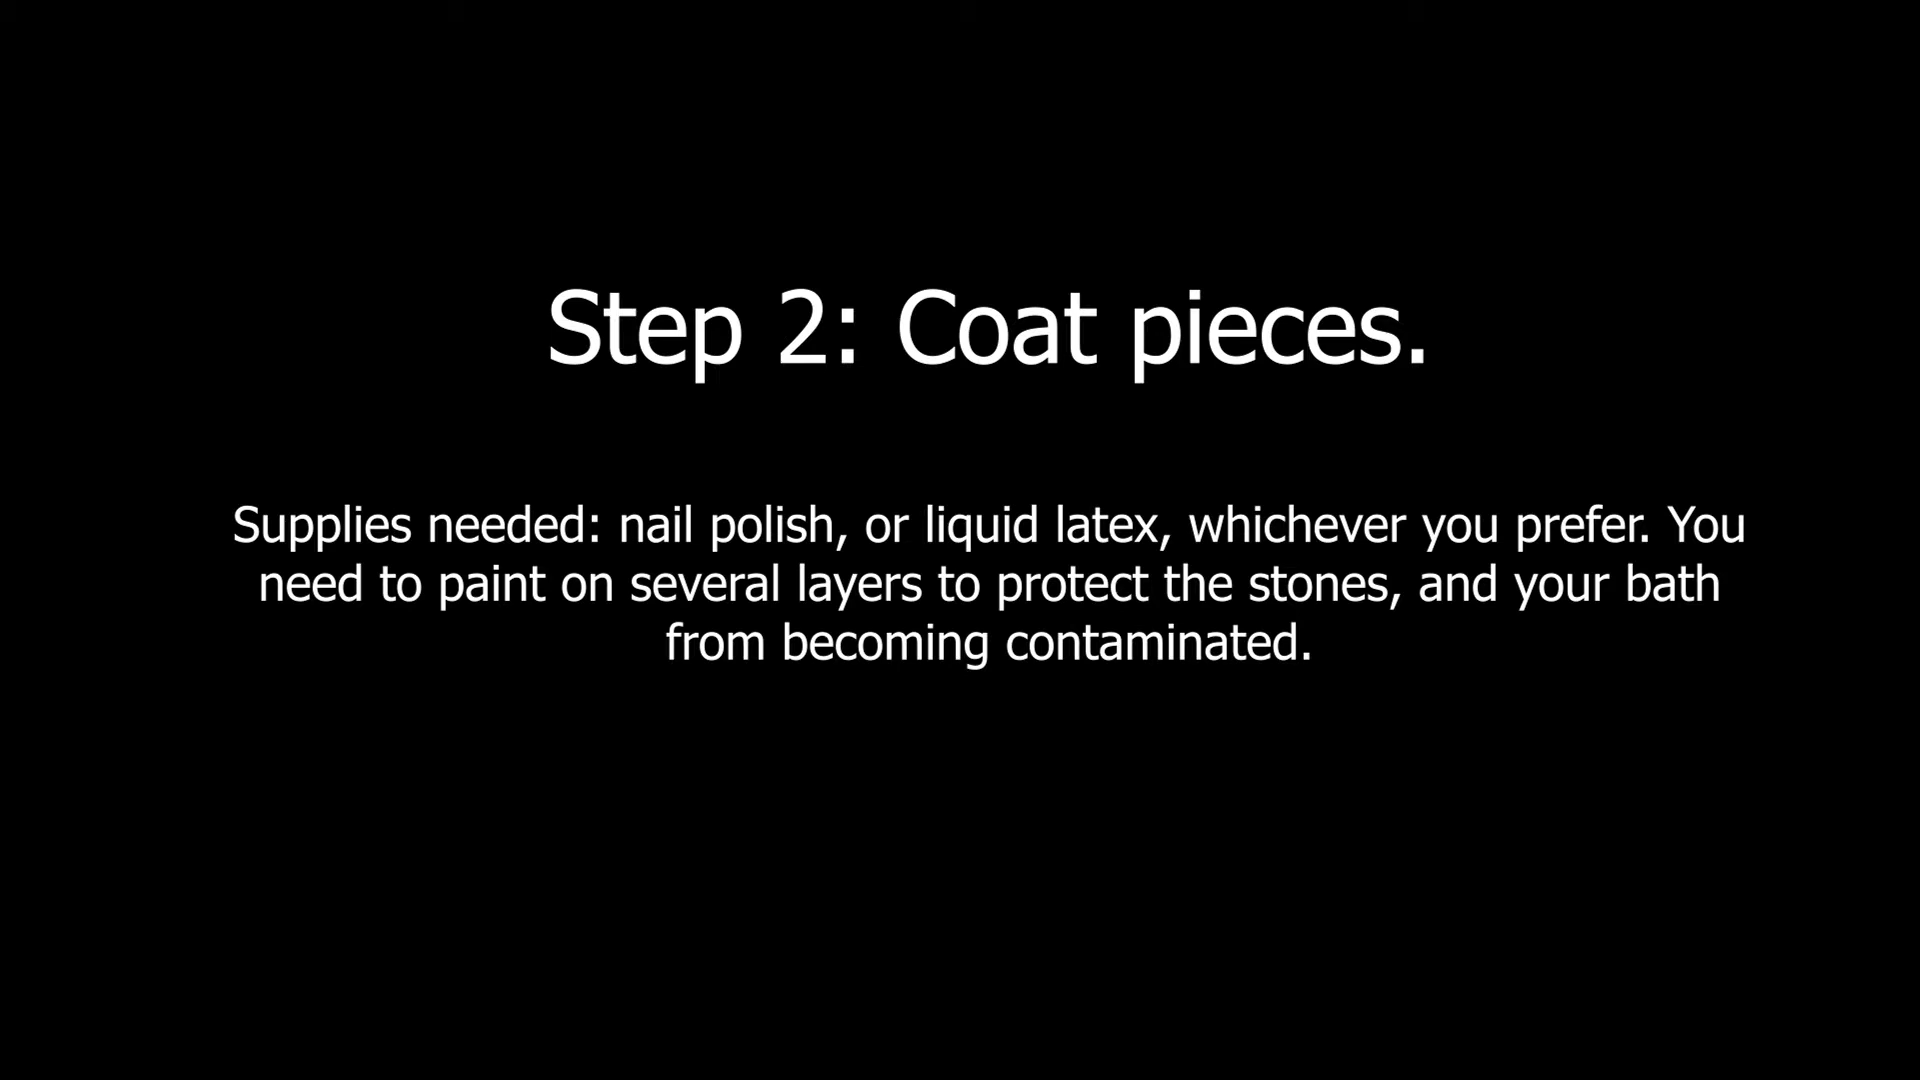 Step 2: Coat pieces.
Supplies needed: nail polish, or liquid latex, whichever you prefer. You
need to paint on several layers to protect the stones, and your bath
from becoming contaminated.